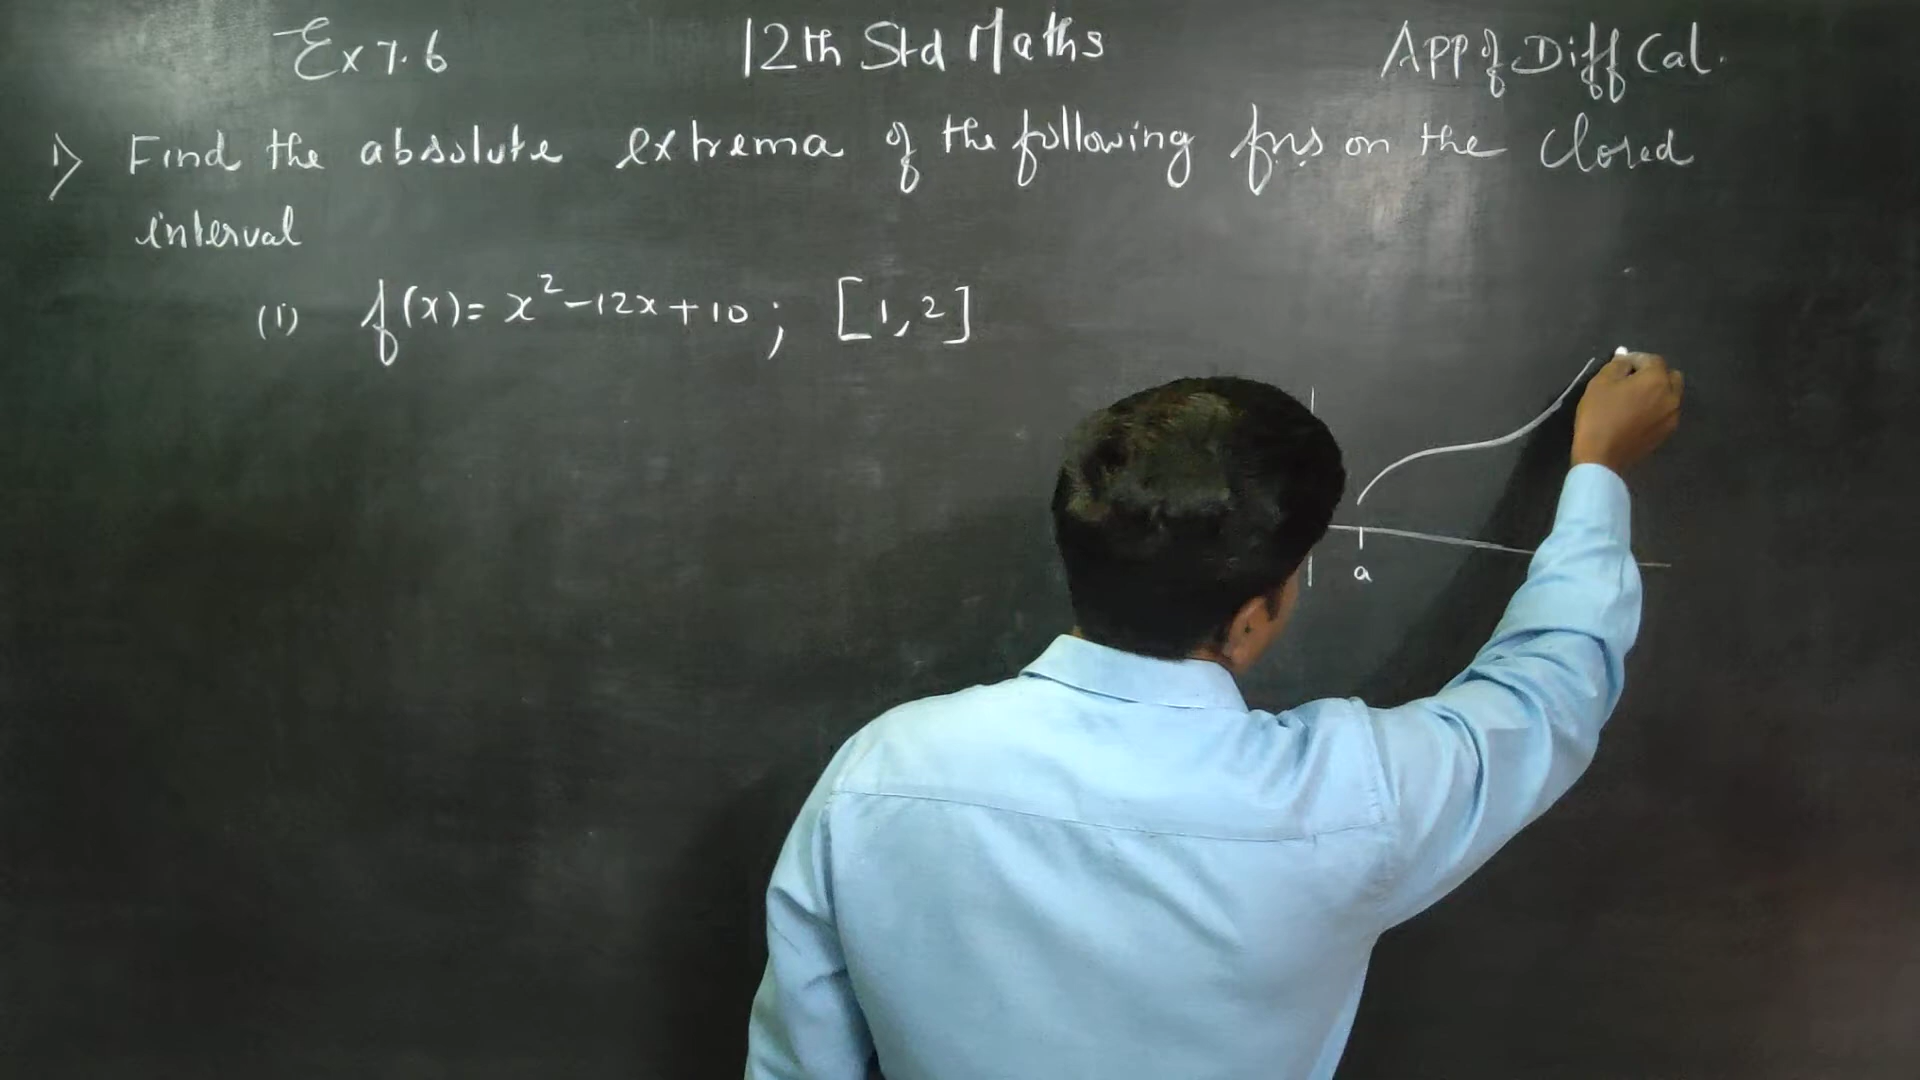 Ex 7.6 12th Std Maths APP of Diff Cal.
1) Find the absolute extrema of the following fns on the closed
interval
(i) f(x) = x² - 12x + 10 ; [1, 2]
a